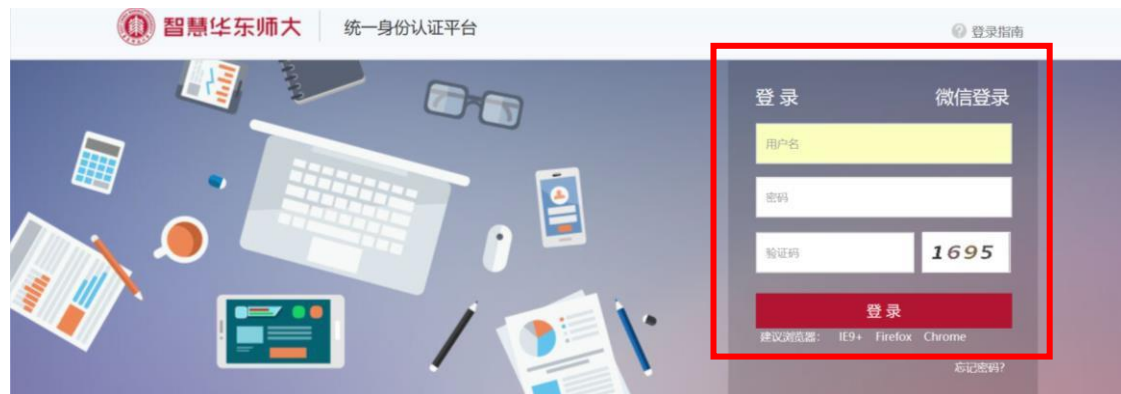 智慧华东师大 统一身份认证平台
登录指南
登 录 微信登录
用户名
密码
验证码 1695
登 录
建议浏览器： IE9+ Firefox Chrome
忘记密码?